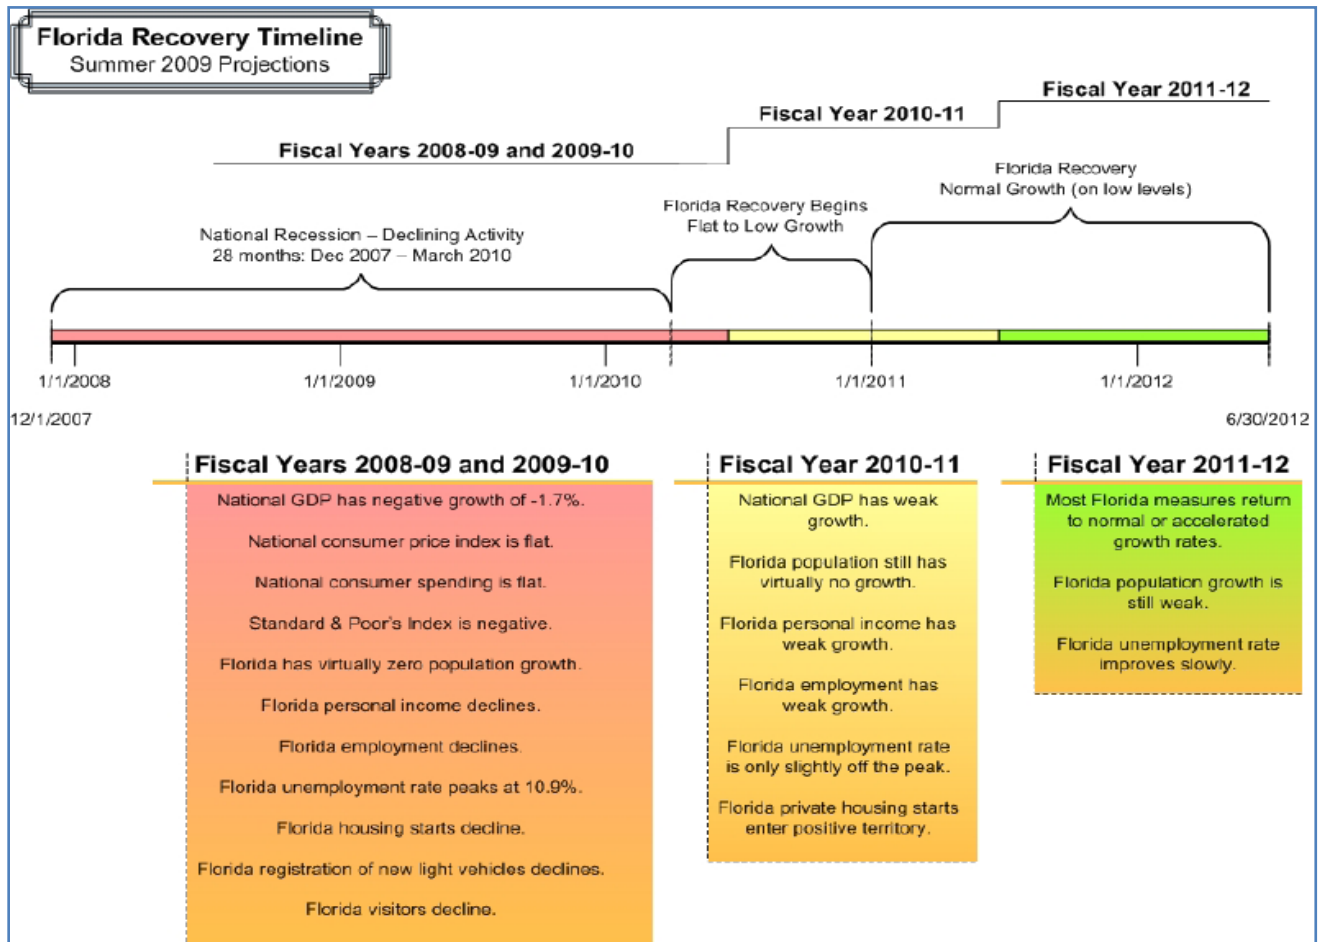 Florida Recovery Timeline
Summer 2009 Projections
Fiscal Year 2011-12
Fiscal Year 2010-11
Fiscal Years 2008-09 and 2009-10
Florida Recovery
Normal Growth (on low levels)
Florida Recovery Begins
Flat to Low Growth
National Recession – Declining Activity
28 months: Dec 2007 – March 2010
1/1/2008
1/1/2009
1/1/2010
1/1/2011
1/1/2012
12/1/2007
6/30/2012
Fiscal Years 2008-09 and 2009-10
National GDP has negative growth of -1.7%.
National consumer price index is flat.
National consumer spending is flat.
Standard & Poor's Index is negative.
Florida has virtually zero population growth.
Florida personal income declines.
Florida employment declines.
Florida unemployment rate peaks at 10.9%.
Florida housing starts decline.
Florida registration of new light vehicles declines.
Florida visitors decline.
Fiscal Year 2010-11
National GDP has weak
growth.
Florida population still has
virtually no growth.
Florida personal income has
weak growth.
Florida employment has
weak growth.
Florida unemployment rate
is only slightly off the peak.
Florida private housing starts
enter positive territory.
Fiscal Year 2011-12
Most Florida measures return
to normal or accelerated
growth rates.
Florida population growth is
still weak.
Florida unemployment rate
improves slowly.